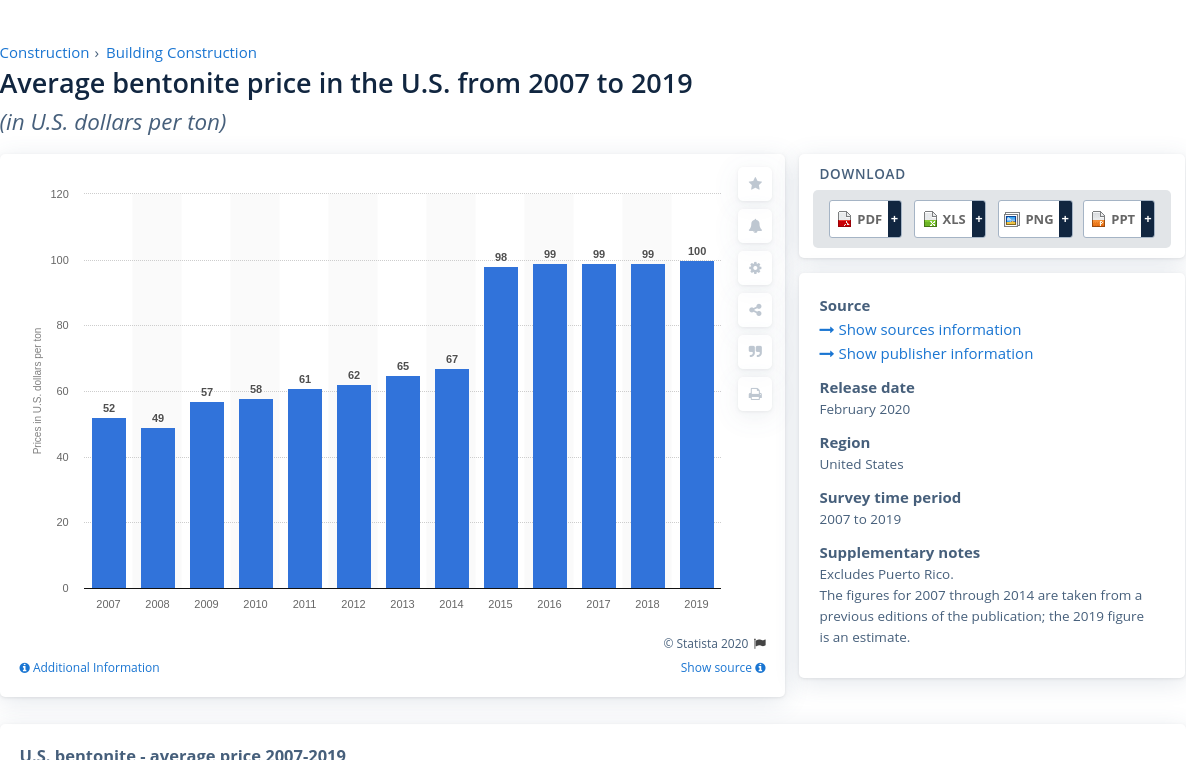 Construction › Building Construction
Average bentonite price in the U.S. from 2007 to 2019
(in U.S. dollars per ton)
Prices in U.S. dollars per ton
120
100
80
60
40
20
0
52
49
57
58
61
62
65
67
98
99
99
99
100
2007
2008
2009
2010
2011
2012
2013
2014
2015
2016
2017
2018
2019
© Statista 2020
Additional Information
Show source
DOWNLOAD
PDF +
XLS +
PNG +
PPT +
Source
Show sources information
Show publisher information
Release date
February 2020
Region
United States
Survey time period
2007 to 2019
Supplementary notes
Excludes Puerto Rico.
The figures for 2007 through 2014 are taken from a
previous editions of the publication; the 2019 figure
is an estimate.
U.S. bentonite - average price 2007-2019